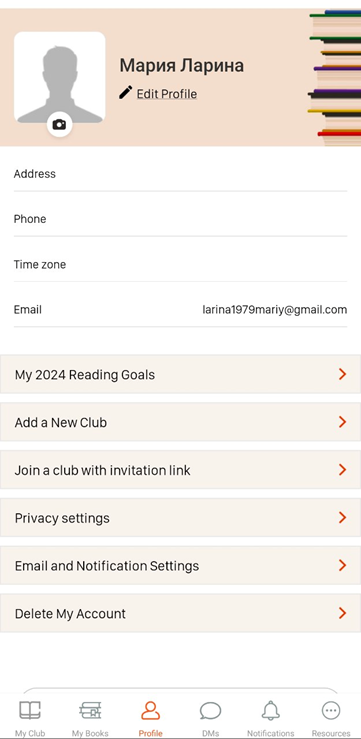 Мария Ларина
Edit Profile
Address
Phone
Time zone
Email larina1979mariy@gmail.com
My 2024 Reading Goals
Add a New Club
Join a club with invitation link
Privacy settings
Email and Notification Settings
Delete My Account
My Club My Books Profile DMs Notifications Resources